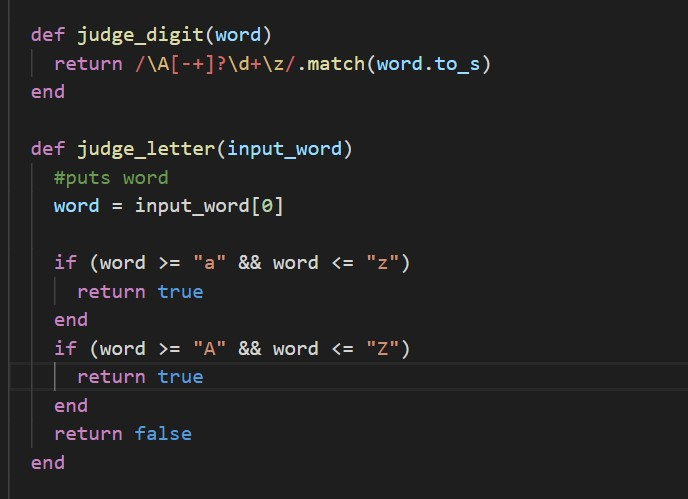 def judge_digit(word)
  return /\A[-+]?\d+\z/.match(word.to_s)
end

def judge_letter(input_word)
  #puts word
  word = input_word[0]

  if (word >= "a" && word <= "z")
    return true
  end
  if (word >= "A" && word <= "Z")
    return true
  end
  return false
end